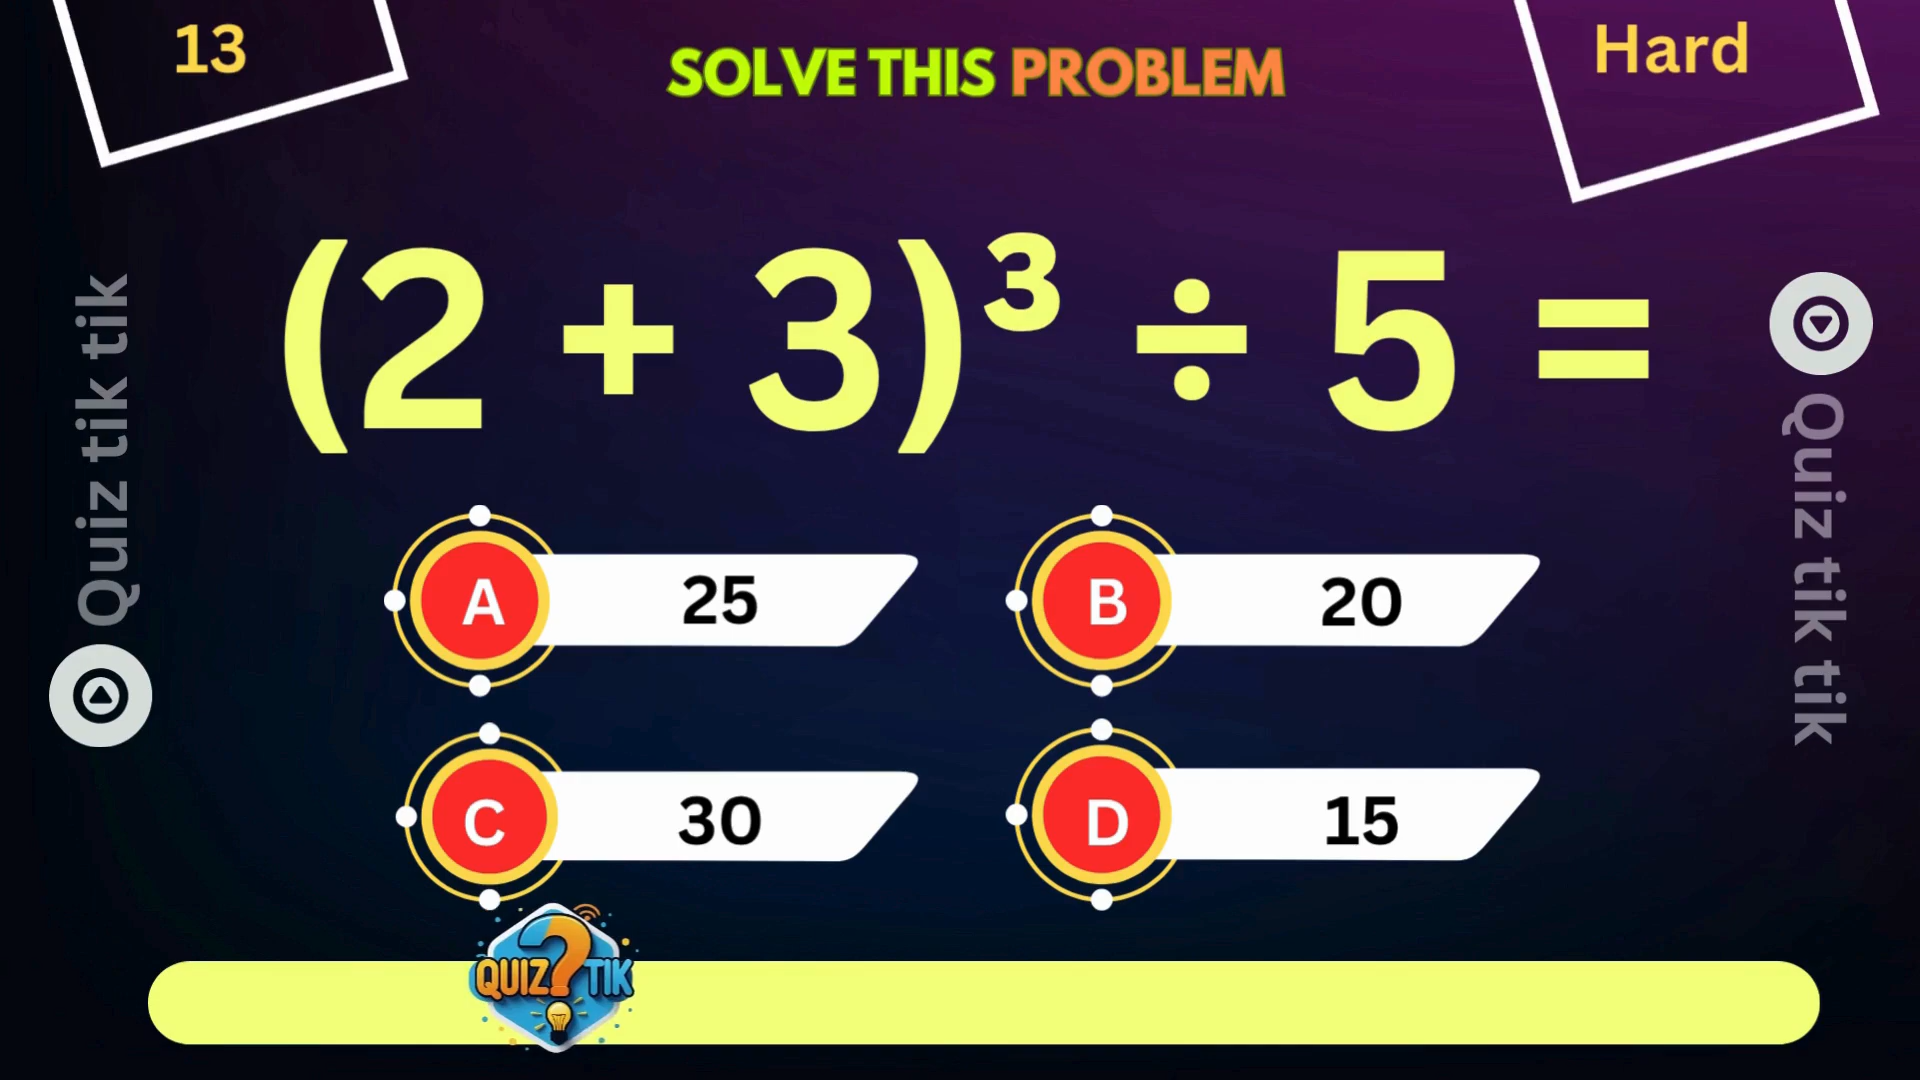 13
SOLVE THIS PROBLEM
Hard
(2 + 3)³ ÷ 5 =
Quiz tik tik
Quiz tik tik
A 25
B 20
C 30
D 15
QUIZ ? TIK